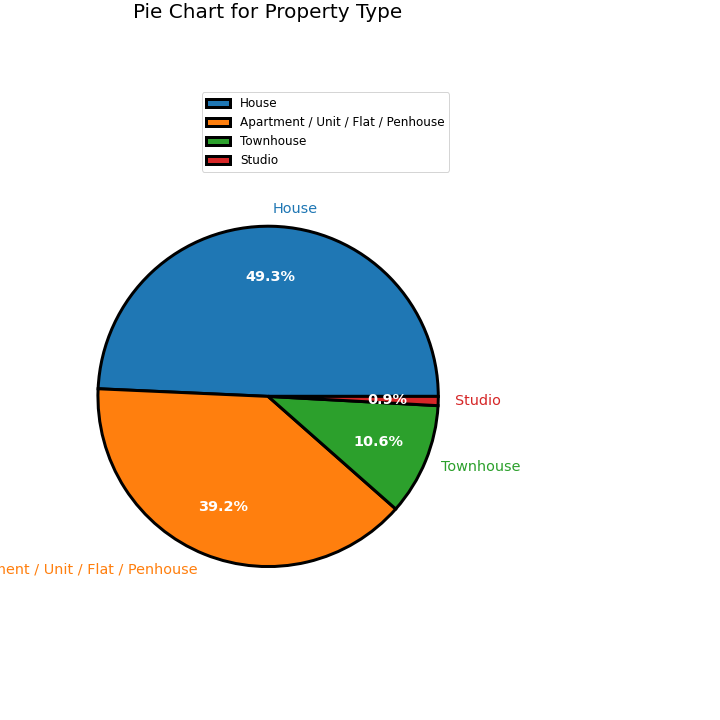 Pie Chart for Property Type
House
Apartment / Unit / Flat / Penhouse
Townhouse
Studio
House
49.3%
0.9%
Studio
10.6%
Townhouse
39.2%
/ Unit / Flat / Penhouse